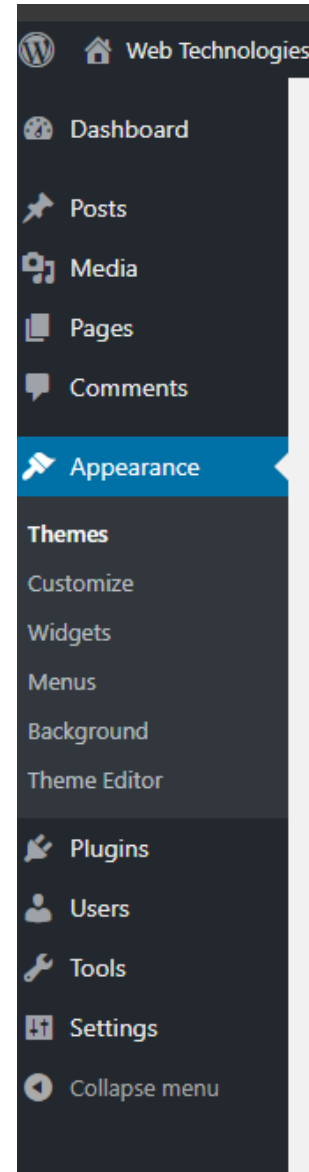 Web Technologies
Dashboard
Posts
Media
Pages
Comments
Appearance
Themes
Customize
Widgets
Menus
Background
Theme Editor
Plugins
Users
Tools
Settings
Collapse menu